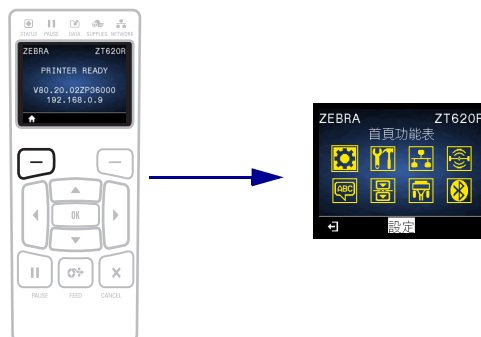 STATUS PAUSE DATA SUPPLIES NETWORK
ZEBRA ZT620R
PRINTER READY
V80.20.02ZP36000
192.168.0.9
OK
PAUSE FEED CANCEL
ZEBRA ZT620R
首頁功能表
ABC
設定